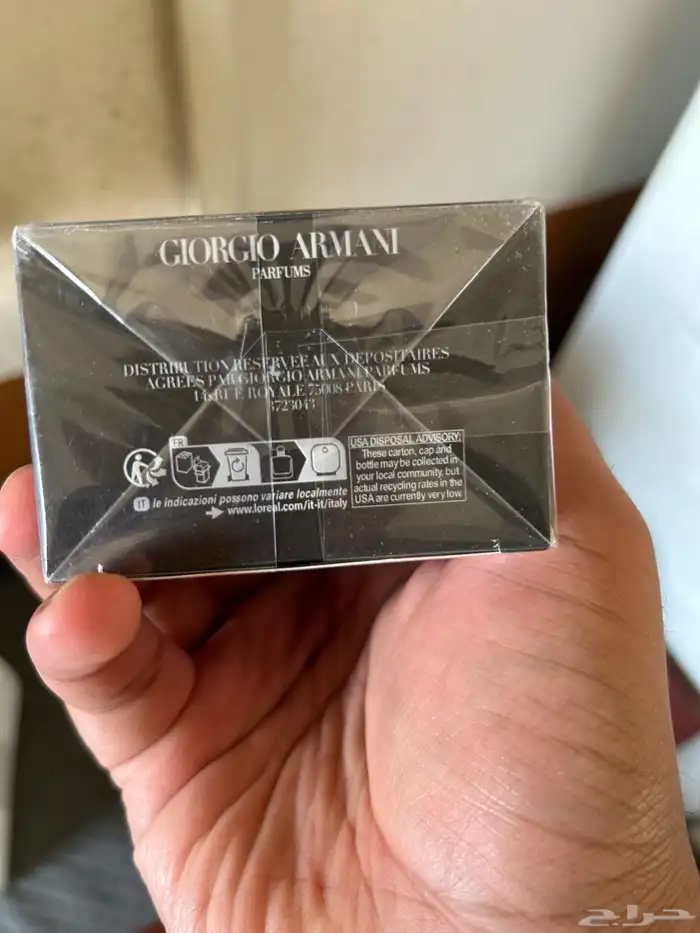 GIORGIO ARMANI
PARFUMS
DISTRIBUTION RESERVEE AUX DEPOSITAIRES
AGREES PAR GIORGIO ARMANI PARFUMS
14, RUE ROYALE 75008 PARIS
3723043
FR
IT le indicazioni possono variare localmente
www.loreal.com/it-it/italy
USA DISPOSAL ADVISORY:
These carton, cap and
bottle may be collected in
your local community, but
actual recycling rates in the
USA are currently very low
حراج